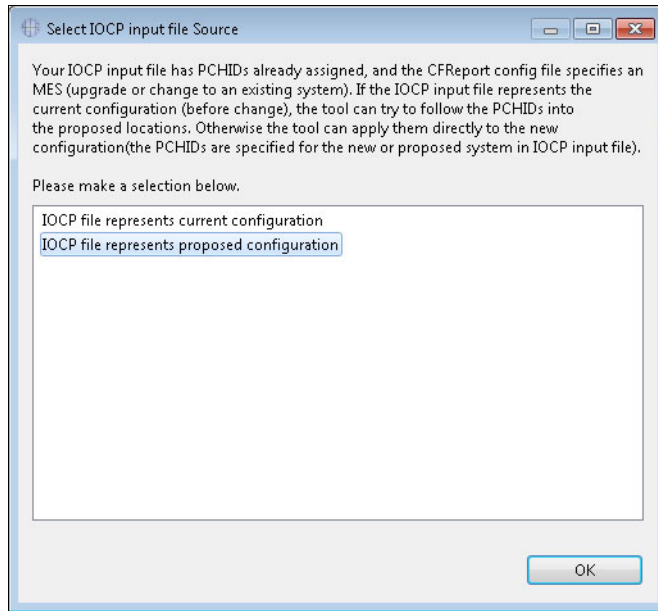 Select IOCP input file Source
Your IOCP input file has PCHIDs already assigned, and the CFReport config file specifies an
MES (upgrade or change to an existing system). If the IOCP input file represents the
current configuration (before change), the tool can try to follow the PCHIDs into
the proposed locations. Otherwise the tool can apply them directly to the new
configuration(the PCHIDs are specified for the new or proposed system in IOCP input file).
Please make a selection below.
IOCP file represents current configuration
IOCP file represents proposed configuration
OK